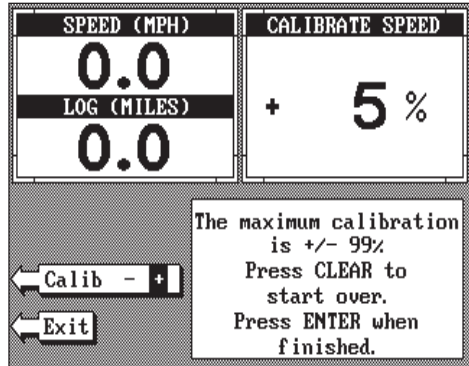 SPEED (MPH)
0.0
LOG (MILES)
0.0
CALIBRATE SPEED
+ 5 %
Calib - +
Exit
The maximum calibration
is +/- 99%
Press CLEAR to
start over.
Press ENTER when
finished.